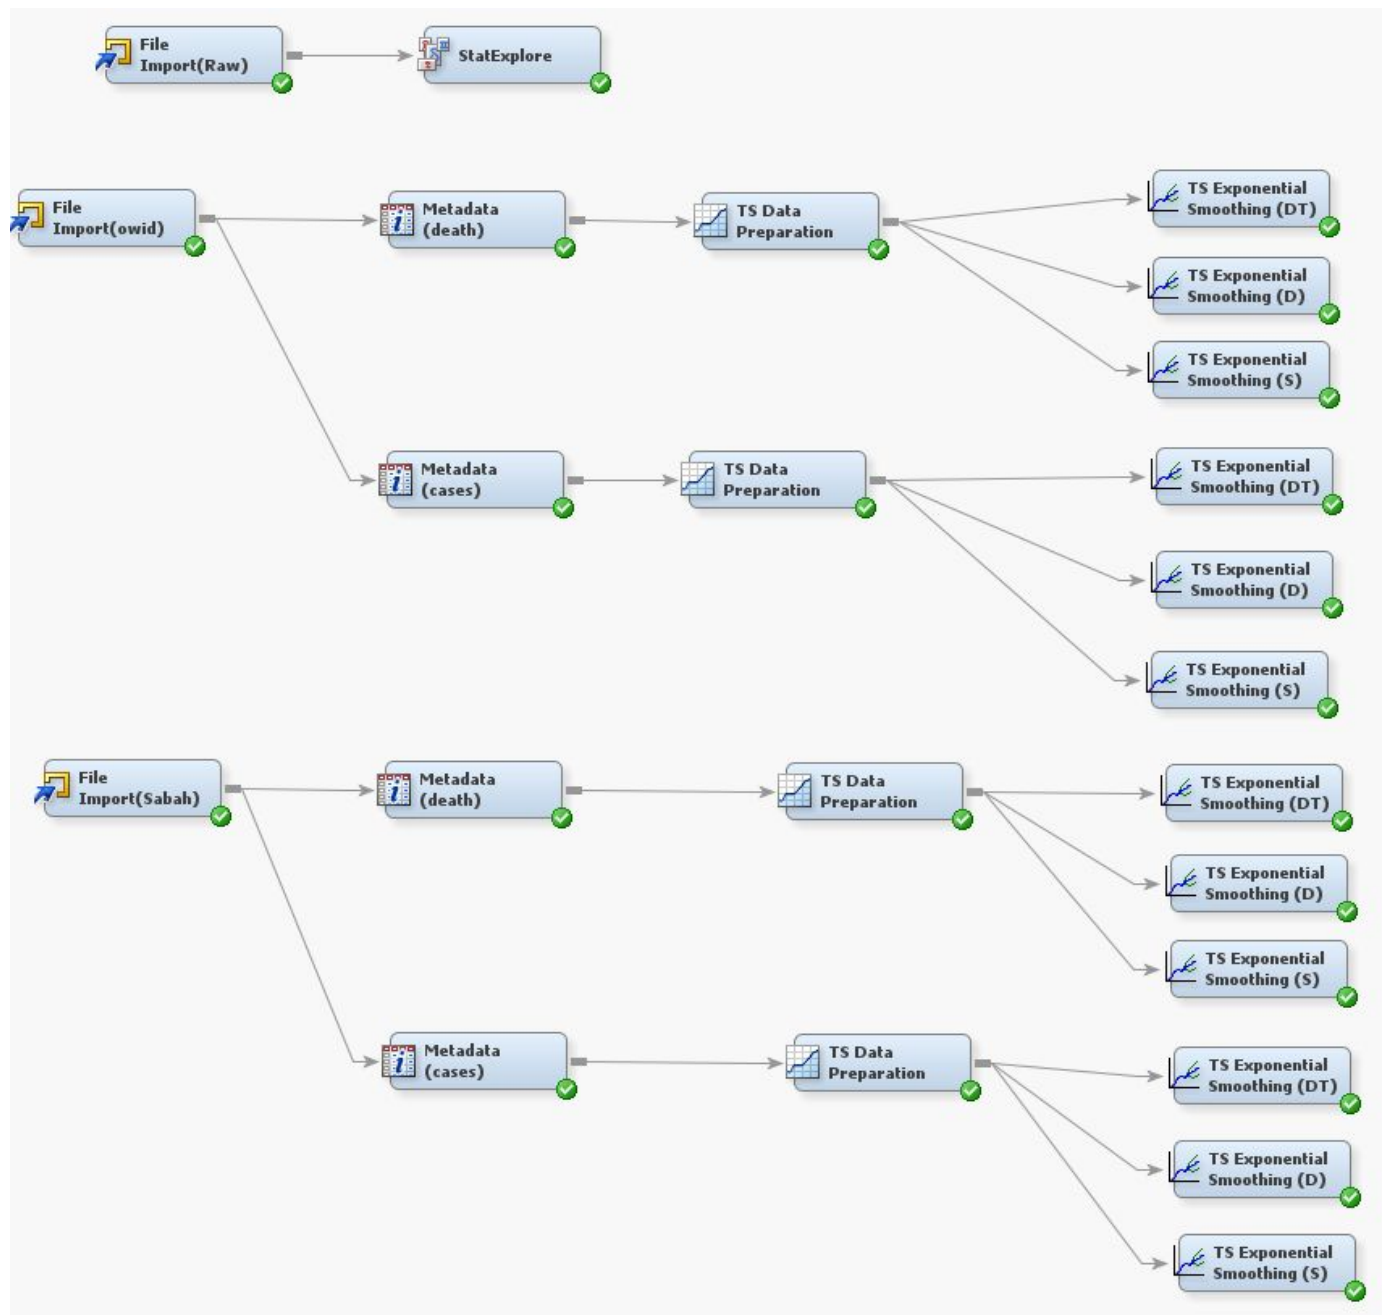 File
Import(Raw)
StatExplore
File
Import(owid)
Metadata
(death)
TS Data
Preparation
TS Exponential
Smoothing (DT)
TS Exponential
Smoothing (D)
TS Exponential
Smoothing (S)
Metadata
(cases)
TS Data
Preparation
TS Exponential
Smoothing (DT)
TS Exponential
Smoothing (D)
TS Exponential
Smoothing (S)
File
Import(Sabah)
Metadata
(death)
TS Data
Preparation
TS Exponential
Smoothing (DT)
TS Exponential
Smoothing (D)
TS Exponential
Smoothing (S)
Metadata
(cases)
TS Data
Preparation
TS Exponential
Smoothing (DT)
TS Exponential
Smoothing (D)
TS Exponential
Smoothing (S)